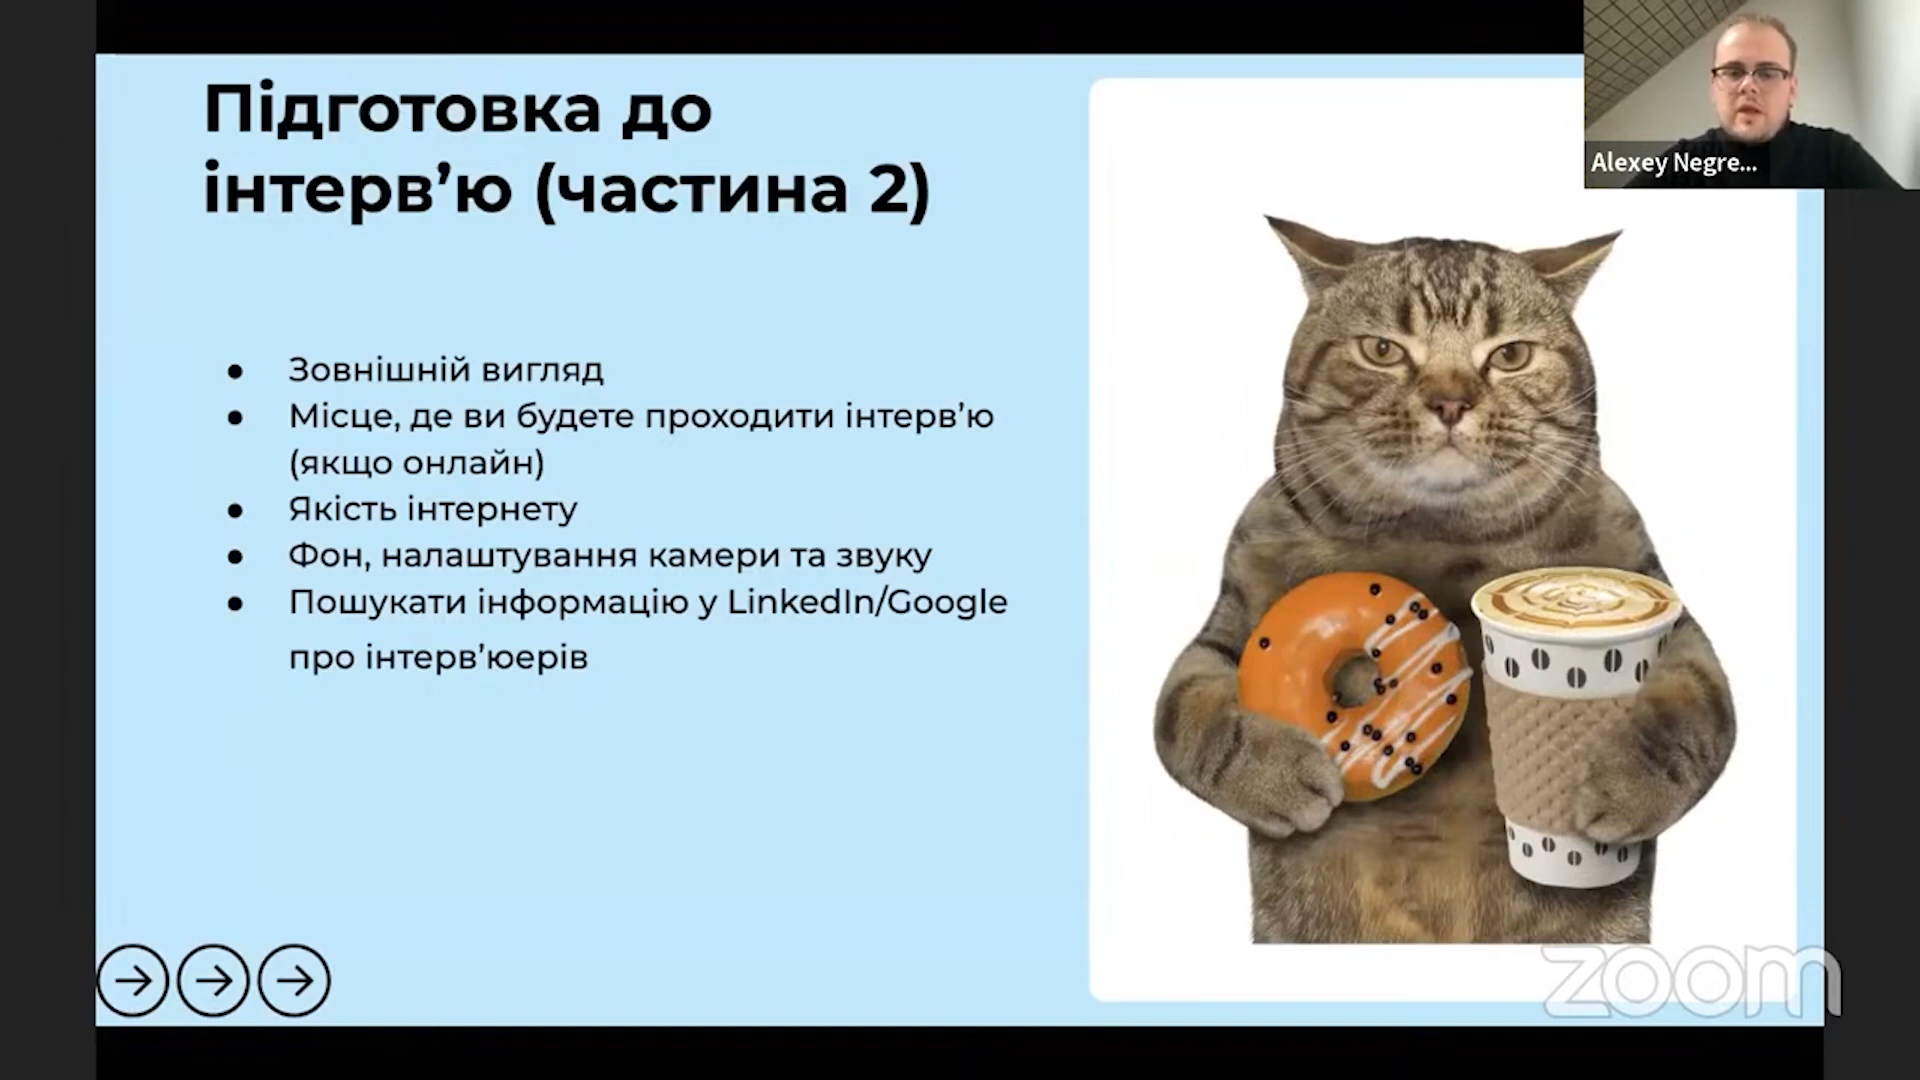 Підготовка до
інтерв’ю (частина 2)
● Зовнішній вигляд
● Місце, де ви будете проходити інтерв’ю
(якщо онлайн)
● Якість інтернету
● Фон, налаштування камери та звуку
● Пошукати інформацію у LinkedIn/Google
про інтерв’юерів
Alexey Negre...
zoom